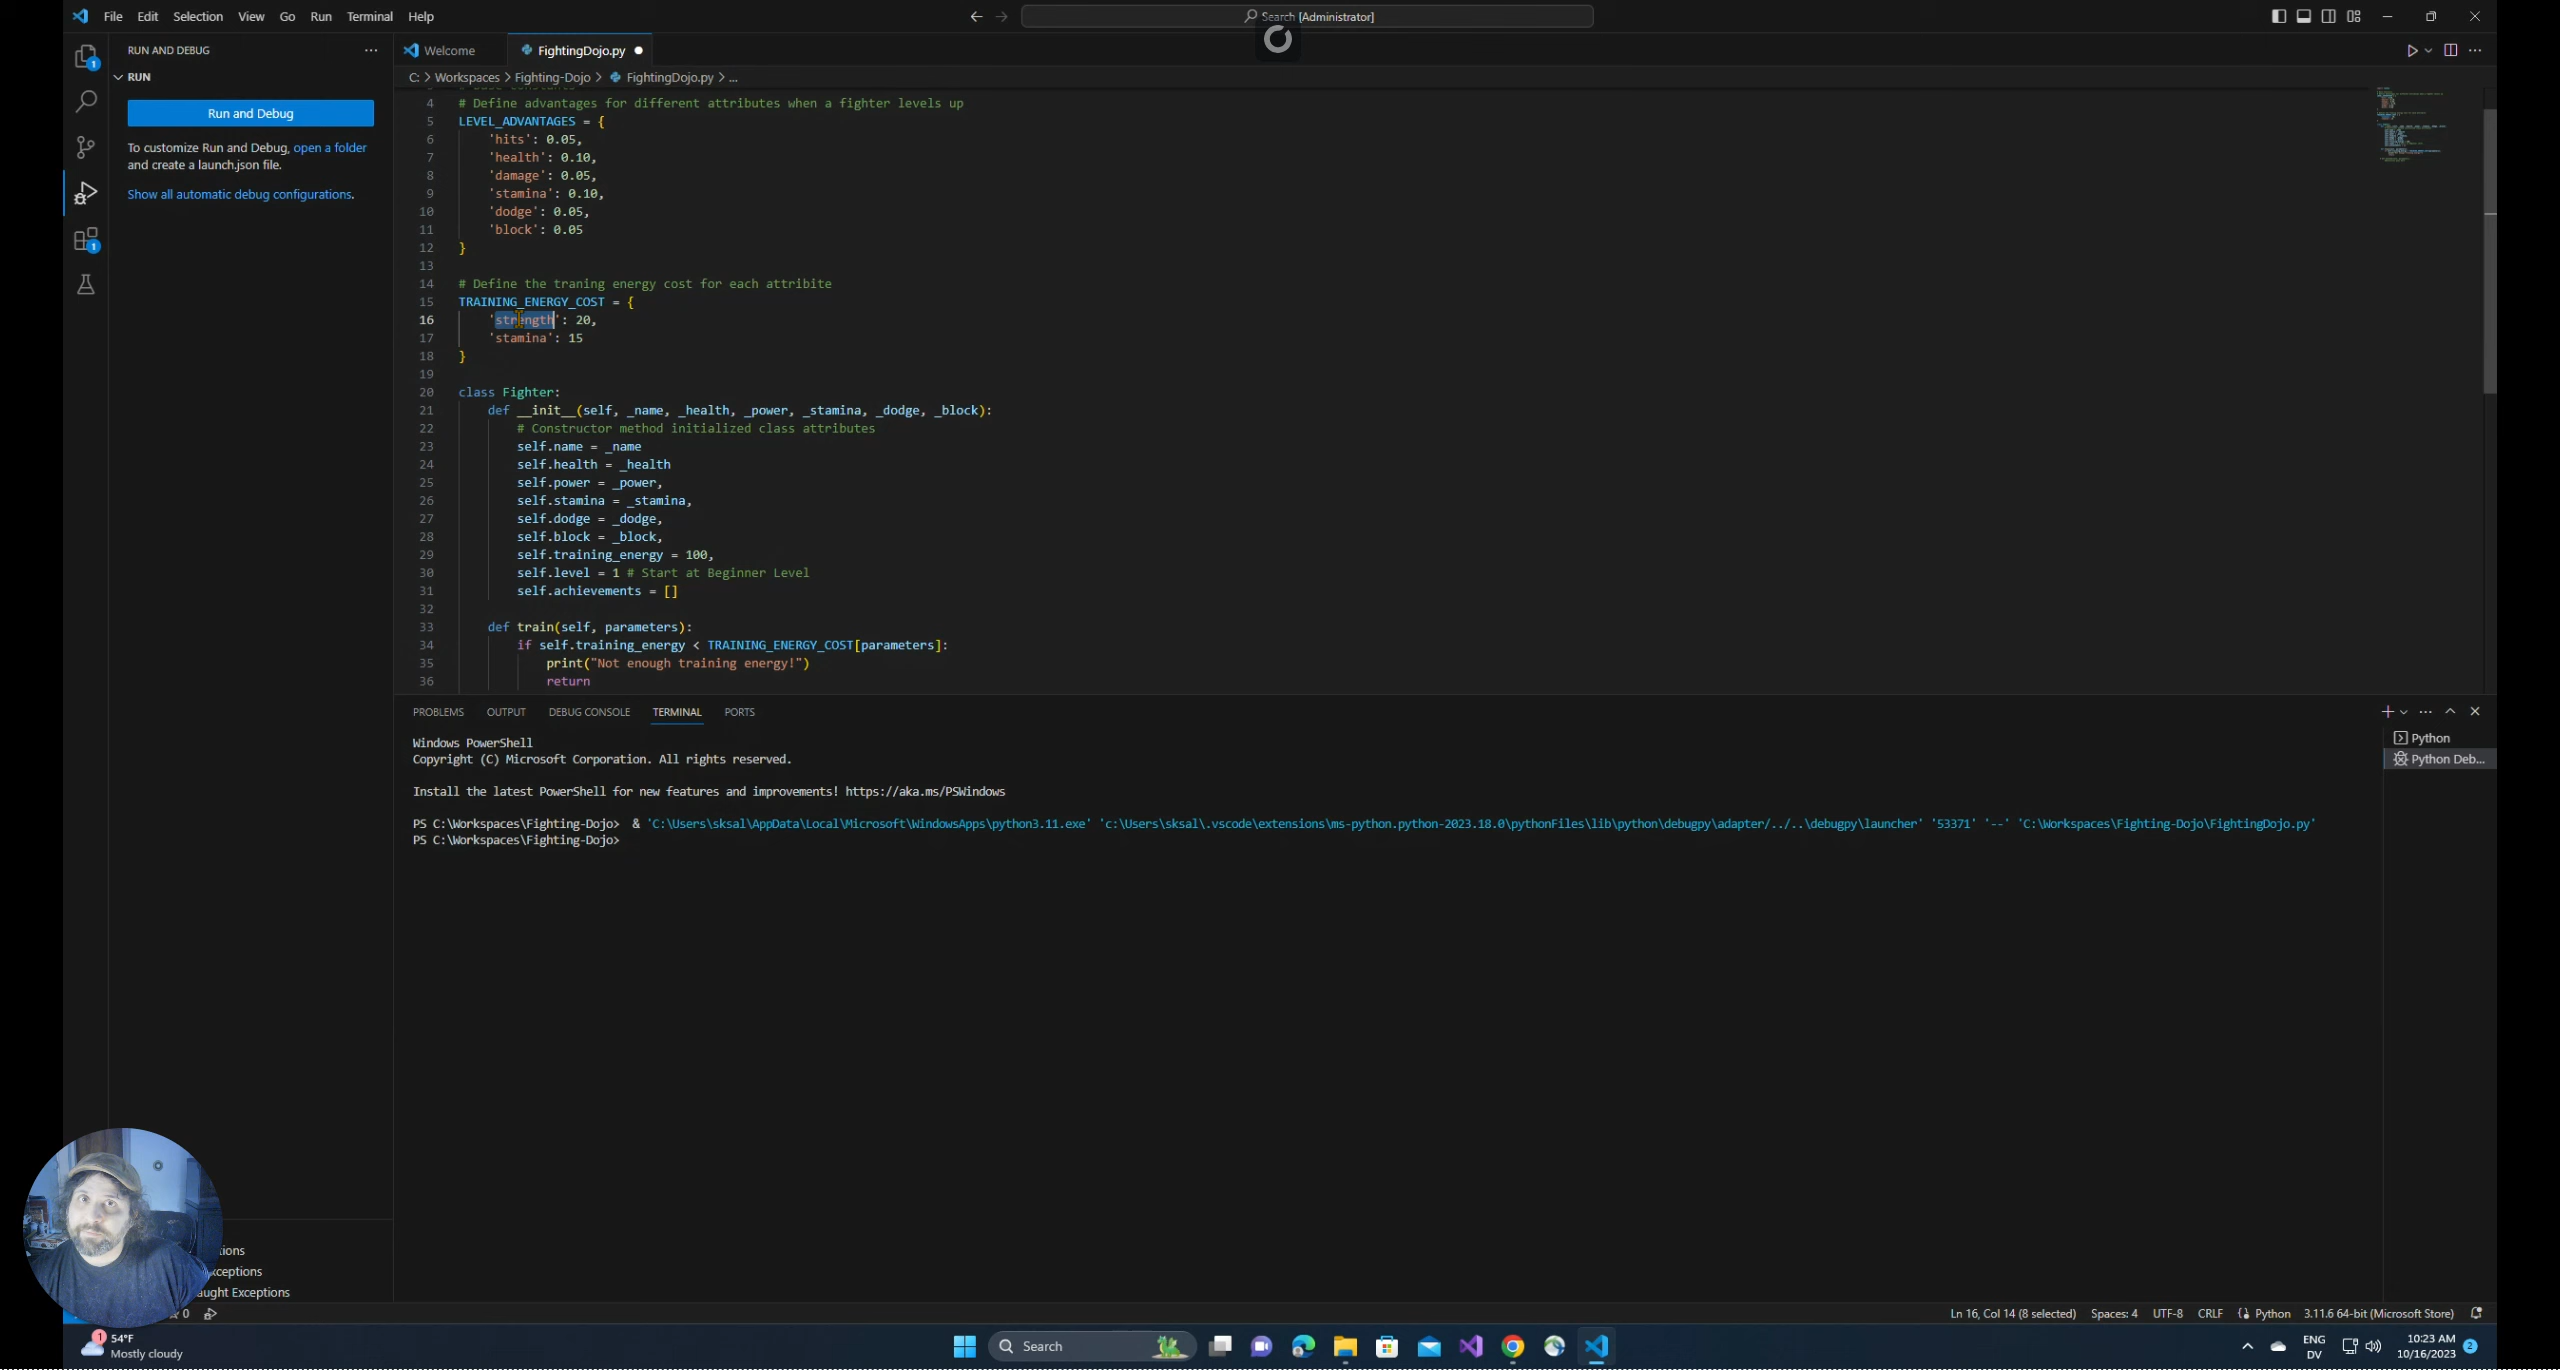 File Edit Selection View Go Run Terminal Help
Search [Administrator]
RUN AND DEBUG
Welcome
FightingDojo.py
RUN
C: > Workspaces > Fighting-Dojo > FightingDojo.py > ...
Run and Debug
To customize Run and Debug, open a folder
and create a launch.json file.
Show all automatic debug configurations.
4 # Define advantages for different attributes when a fighter levels up
5 LEVEL_ADVANTAGES = {
6 'hits': 0.05,
7 'health': 0.10,
8 'damage': 0.05,
9 'stamina': 0.10,
10 'dodge': 0.05,
11 'block': 0.05
12 }
13
14 # Define the traning energy cost for each attribite
15 TRAINING_ENERGY_COST = {
16 'strength': 20,
17 'stamina': 15
18 }
19
20 class Fighter:
21 def __init__(self, _name, _health, _power, _stamina, _dodge, _block):
22 # Constructor method initialized class attributes
23 self.name = _name
24 self.health = _health
25 self.power = _power,
26 self.stamina = _stamina,
27 self.dodge = _dodge,
28 self.block = _block,
29 self.training_energy = 100,
30 self.level = 1 # Start at Beginner Level
31 self.achievements = []
32
33 def train(self, parameters):
34 if self.training_energy < TRAINING_ENERGY_COST[parameters]:
35 print("Not enough training energy!")
36 return
PROBLEMS OUTPUT DEBUG CONSOLE TERMINAL PORTS
Windows PowerShell
Copyright (C) Microsoft Corporation. All rights reserved.
Install the latest PowerShell for new features and improvements! https://aka.ms/PSWindows
PS C:\Workspaces\Fighting-Dojo> & 'C:\Users\sksal\AppData\Local\Microsoft\WindowsApps\python3.11.exe' 'c:\Users\sksal\.vscode\extensions\ms-python.python-2023.18.0\pythonFiles\lib\python\debugpy\adapter/../..\debugpy\launcher' '53371' '--' 'C:\Workspaces\Fighting-Dojo\FightingDojo.py'
PS C:\Workspaces\Fighting-Dojo>
Python
Python Deb...
tions
xceptions
aught Exceptions
0
Ln 16, Col 14 (8 selected) Spaces: 4 UTF-8 CRLF Python 3.11.6 64-bit (Microsoft Store)
1
54°F
Mostly cloudy
Search
ENG
DV
10:23 AM
10/16/2023
2